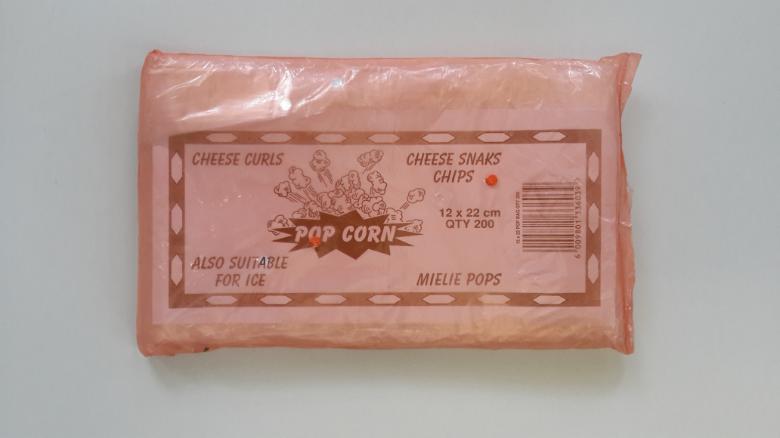 CHEESE CURLS
CHEESE SNAKS
CHIPS
12 x 22 cm
QTY 200
POP CORN
ALSO SUITABLE
FOR ICE
MIELIE POPS